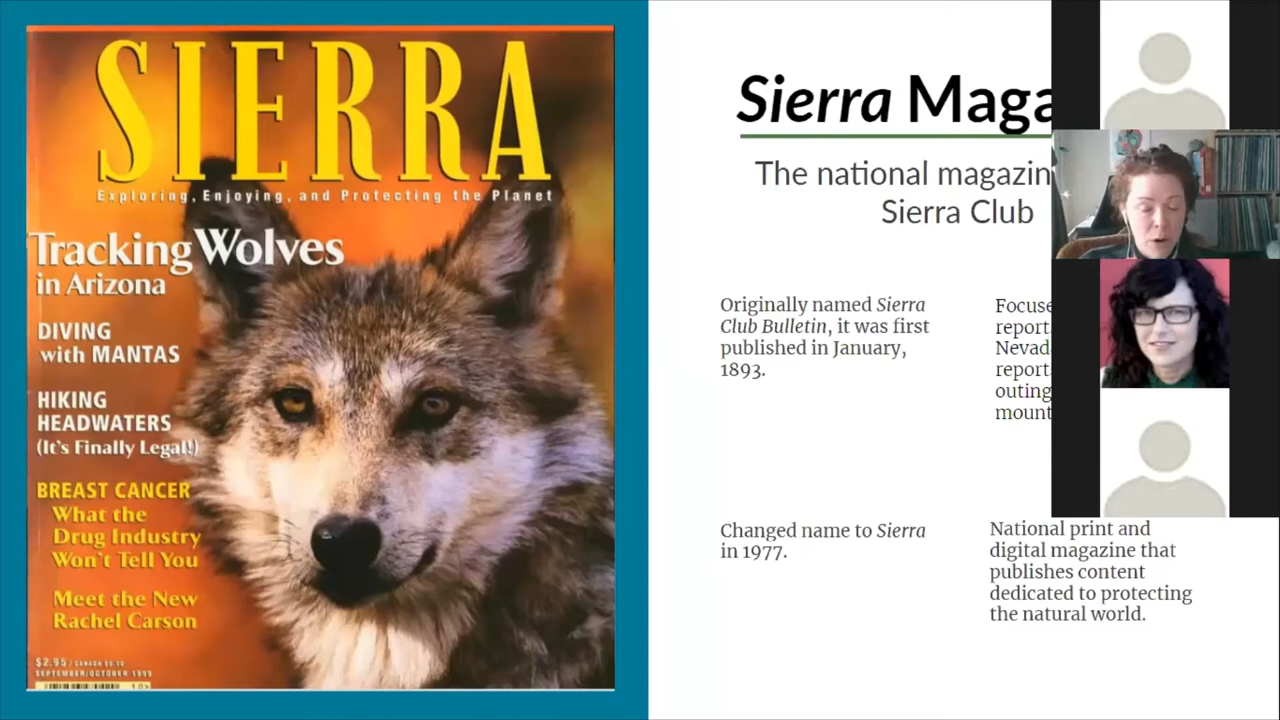 SIERRA
Exploring, Enjoying, and Protecting the Planet
Tracking Wolves
in Arizona
DIVING
with MANTAS
HIKING
HEADWATERS
(It's Finally Legal!)
BREAST CANCER
What the
Drug Industry
Won't Tell You
Meet the New
Rachel Carson
$2.95 / CANADA
SEPTEMBER/OCTOBER 1999
Sierra Maga
The national magazin
Sierra Club
Originally named Sierra
Club Bulletin, it was first
published in January,
1893.
Focuse
report
Nevad
report
outing
mount
Changed name to Sierra
in 1977.
National print and
digital magazine that
publishes content
dedicated to protecting
the natural world.